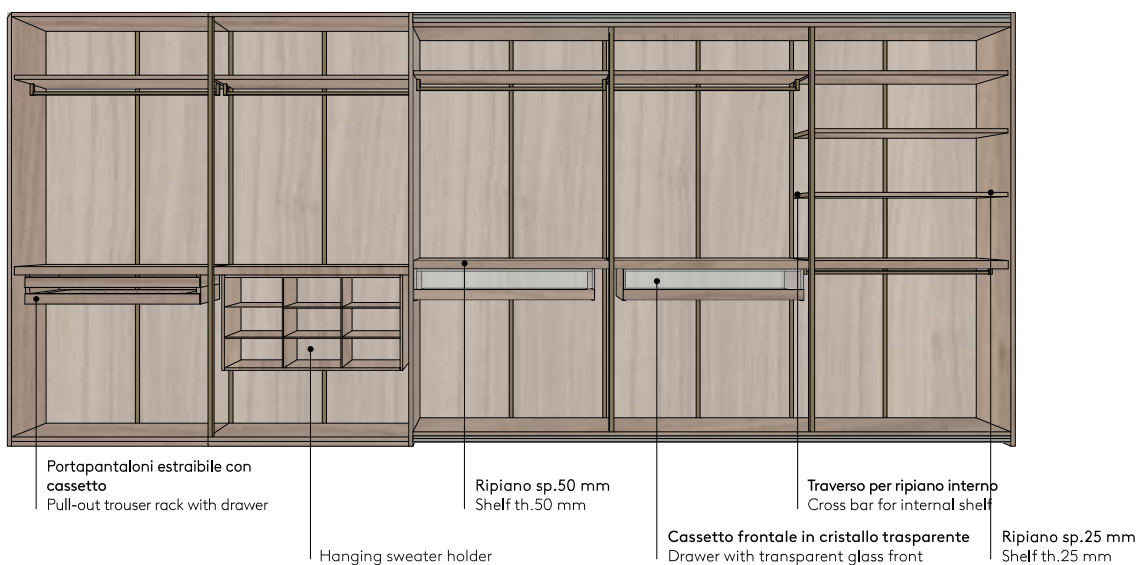 Portapantaloni estraibile con
cassetto
Pull-out trouser rack with drawer
Hanging sweater holder
Ripiano sp.50 mm
Shelf th.50 mm
Cassetto frontale in cristallo trasparente
Drawer with transparent glass front
Traverso per ripiano interno
Cross bar for internal shelf
Ripiano sp.25 mm
Shelf th.25 mm